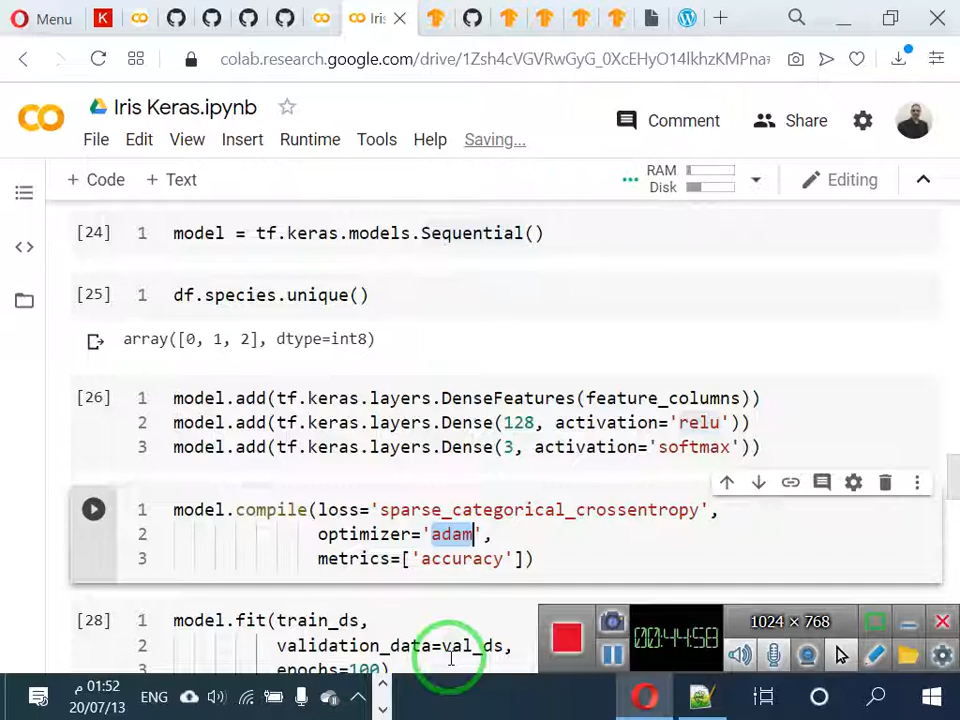 Menu
Iris
colab.research.google.com/drive/1Zsh4cVGVRwGyG_0XcEHyO14lkhzKMPna
Iris Keras.ipynb
Comment
Share
File Edit View Insert Runtime Tools Help Saving...
+ Code + Text
RAM
Disk
Editing
[24] 1 model = tf.keras.models.Sequential()
[25] 1 df.species.unique()
array([0, 1, 2], dtype=int8)
[26] 1 model.add(tf.keras.layers.DenseFeatures(feature_columns))
2 model.add(tf.keras.layers.Dense(128, activation='relu'))
3 model.add(tf.keras.layers.Dense(3, activation='softmax'))
1 model.compile(loss='sparse_categorical_crossentropy',
2 optimizer='adam',
3 metrics=['accuracy'])
[28] 1 model.fit(train_ds,
2 validation_data=val_ds,
3 epochs=100)
1024 × 768
00:44:58
ENG
01:52 م
20/07/13